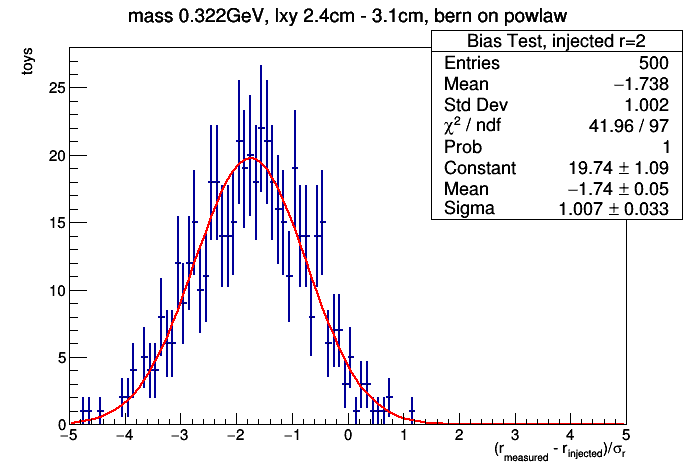 mass 0.322GeV, lxy 2.4cm - 3.1cm, bern on powlaw
toys
Bias Test, injected r=2
Entries 500
Mean −1.738
Std Dev 1.002
χ² / ndf 41.96 / 97
Prob 1
Constant 19.74 ± 1.09
Mean −1.74 ± 0.05
Sigma 1.007 ± 0.033
25
20
15
10
5
0
−5 −4 −3 −2 −1 0 1 2 3 4 5
(r_measured - r_injected)/σ_r